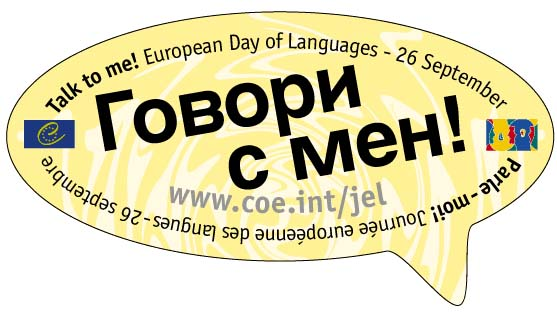 Talk to me! European Day of Languages - 26 September
Говори
с мен!
www.coe.int/jel
Parle-moi! Journée européenne des langues - 26 septembre